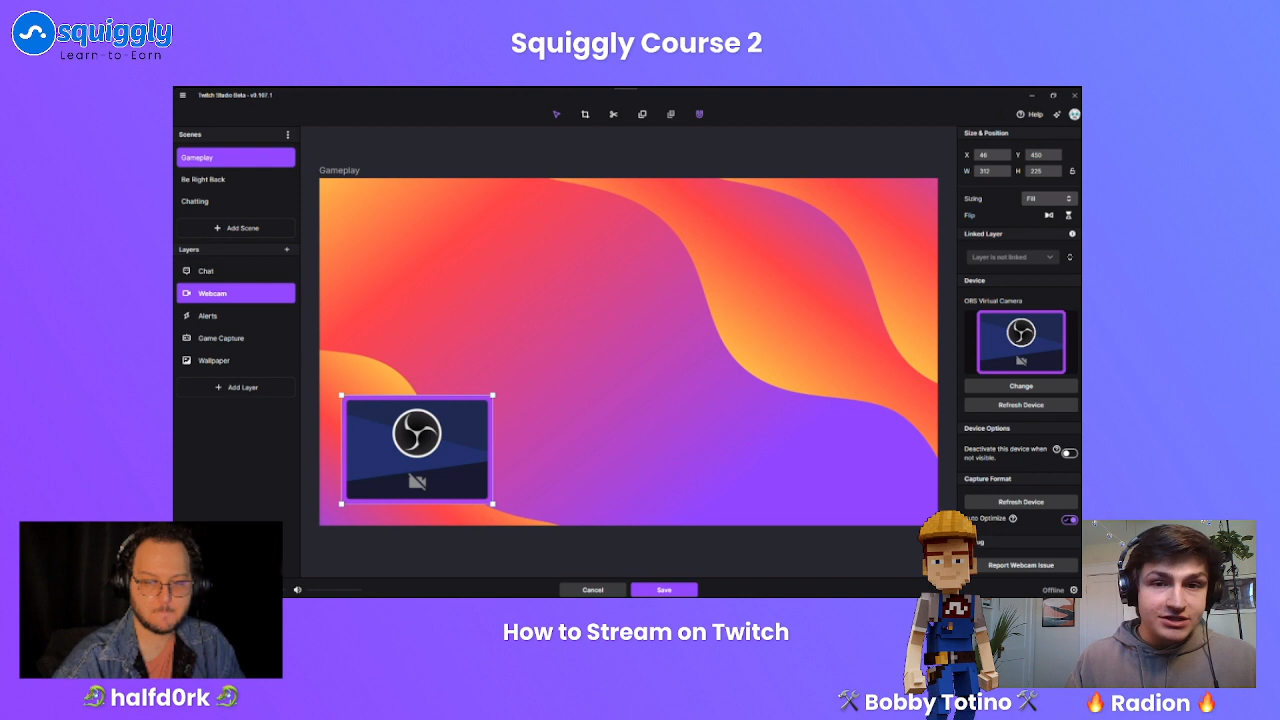 squiggly
Learn-to-Earn
Squiggly Course 2
Twitch Studio Beta - v0.107.1
Help
Scenes
Gameplay
Be Right Back
Chatting
+ Add Scene
Layers +
Chat
Webcam
Alerts
Game Capture
Wallpaper
+ Add Layer
Gameplay
Size & Position
X 46 Y 450
W 312 H 225
Sizing Fill
Flip
Linked Layer
Layer is not linked
Device
OBS Virtual Camera
Change
Refresh Device
Device Options
Deactivate this device when
not visible.
Capture Format
Refresh Device
Auto Optimize
Report Webcam Issue
Cancel
Save
Offline
How to Stream on Twitch
halfd0rk
Bobby Totino
Radion